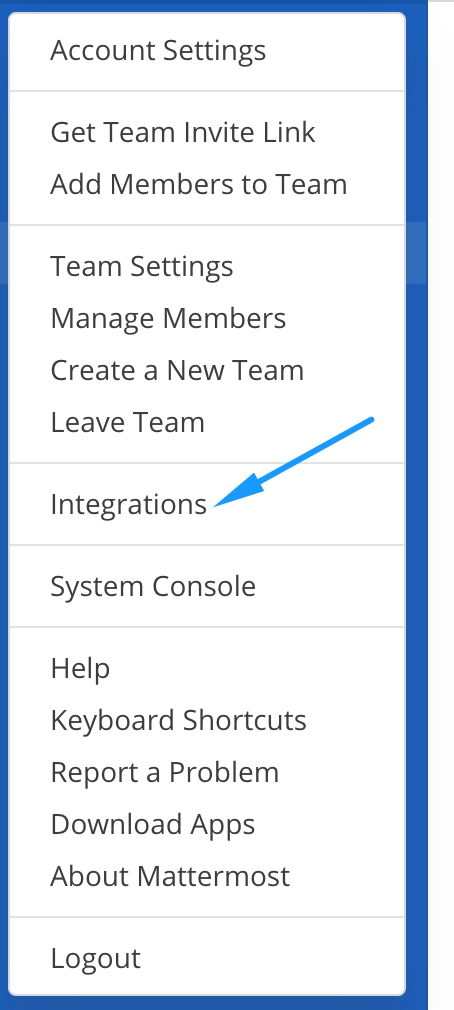 Account Settings
Get Team Invite Link
Add Members to Team
Team Settings
Manage Members
Create a New Team
Leave Team
Integrations
System Console
Help
Keyboard Shortcuts
Report a Problem
Download Apps
About Mattermost
Logout